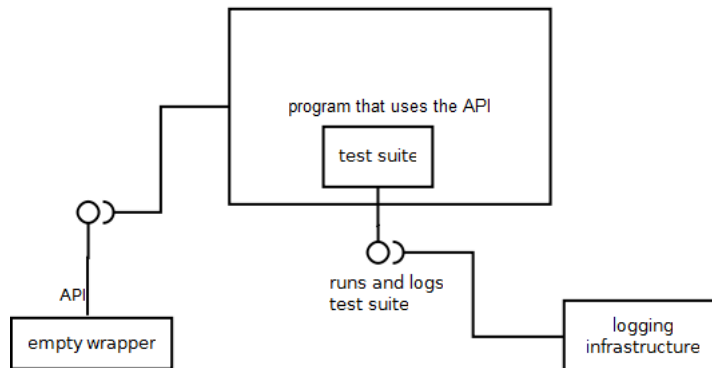 program that uses the API
test suite
runs and logs
test suite
API
empty wrapper
logging
infrastructure